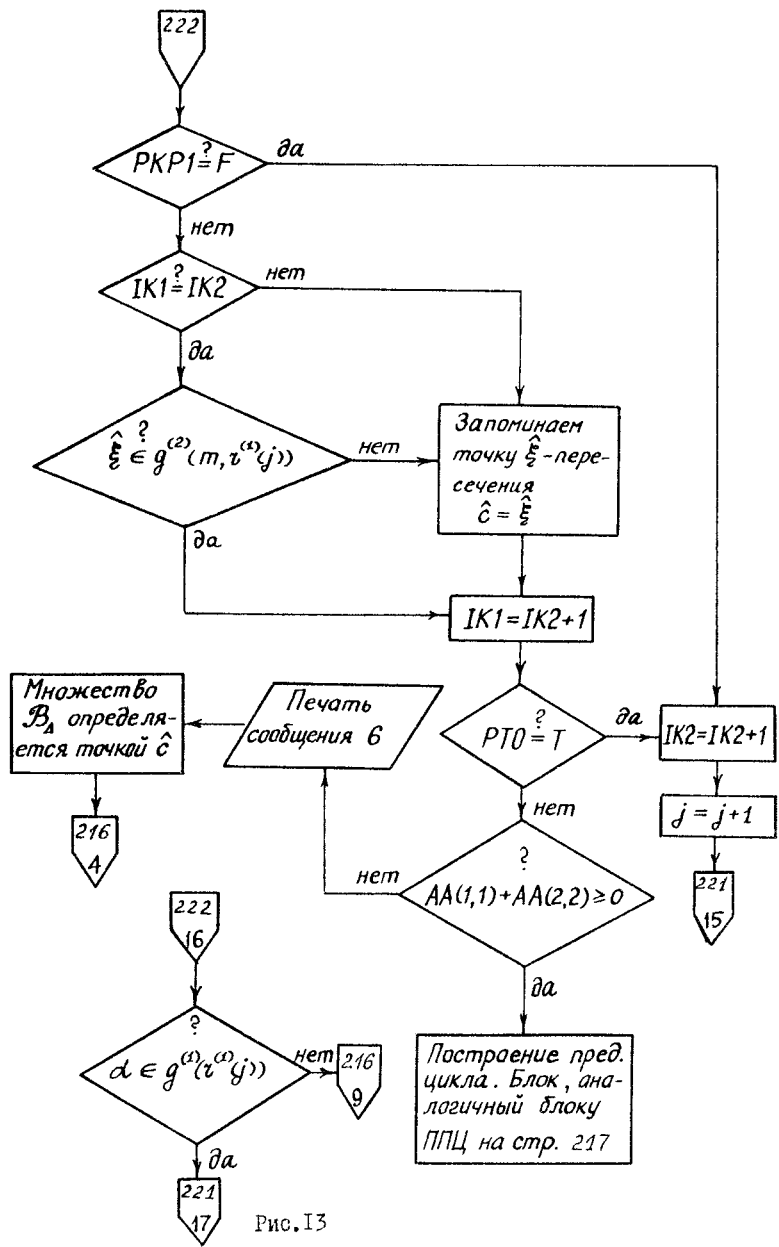 222
?
PKP1=F
да
нет
?
IK1=IK2
нет
да
?
ξ̂ ∈ g⁽²⁾(m, r⁽¹⁾(j))
нет
да
Запоминаем
точку ξ̂-пере-
сечения
ĉ = ξ̂
IK1=IK2+1
Множество
𝓑_Δ определя-
ется точкой ĉ
Печать
сообщения 6
?
PTO=T
да
нет
IK2=IK2+1
j=j+1
221
15
216
4
?
AA(1,1)+AA(2,2)≥0
нет
да
222
16
?
α ∈ g⁽¹⁾(r⁽¹⁾(j))
нет
216
9
да
221
17
Построение пред.
цикла. Блок, ана-
логичный блоку
ППЦ на стр. 217
Рис.I3